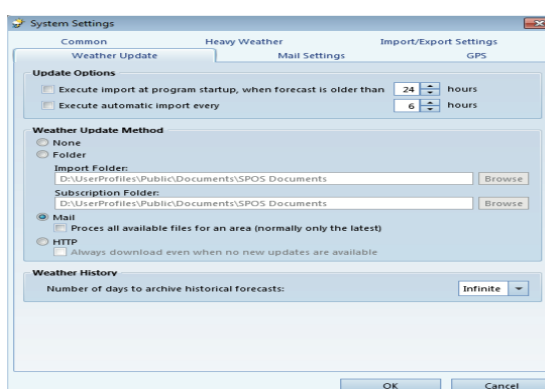 System Settings
Common Heavy Weather Import/Export Settings
Weather Update Mail Settings GPS
Update Options
Execute import at program startup, when forecast is older than 24 hours
Execute automatic import every 6 hours
Weather Update Method
None
Folder
Import Folder:
D:\UserProfiles\Public\Documents\SPOS Documents Browse
Subscription Folder:
D:\UserProfiles\Public\Documents\SPOS Documents Browse
Mail
Proces all available files for an area (normally only the latest)
HTTP
Always download even when no new updates are available
Weather History
Number of days to archive historical forecasts: Infinite
OK Cancel